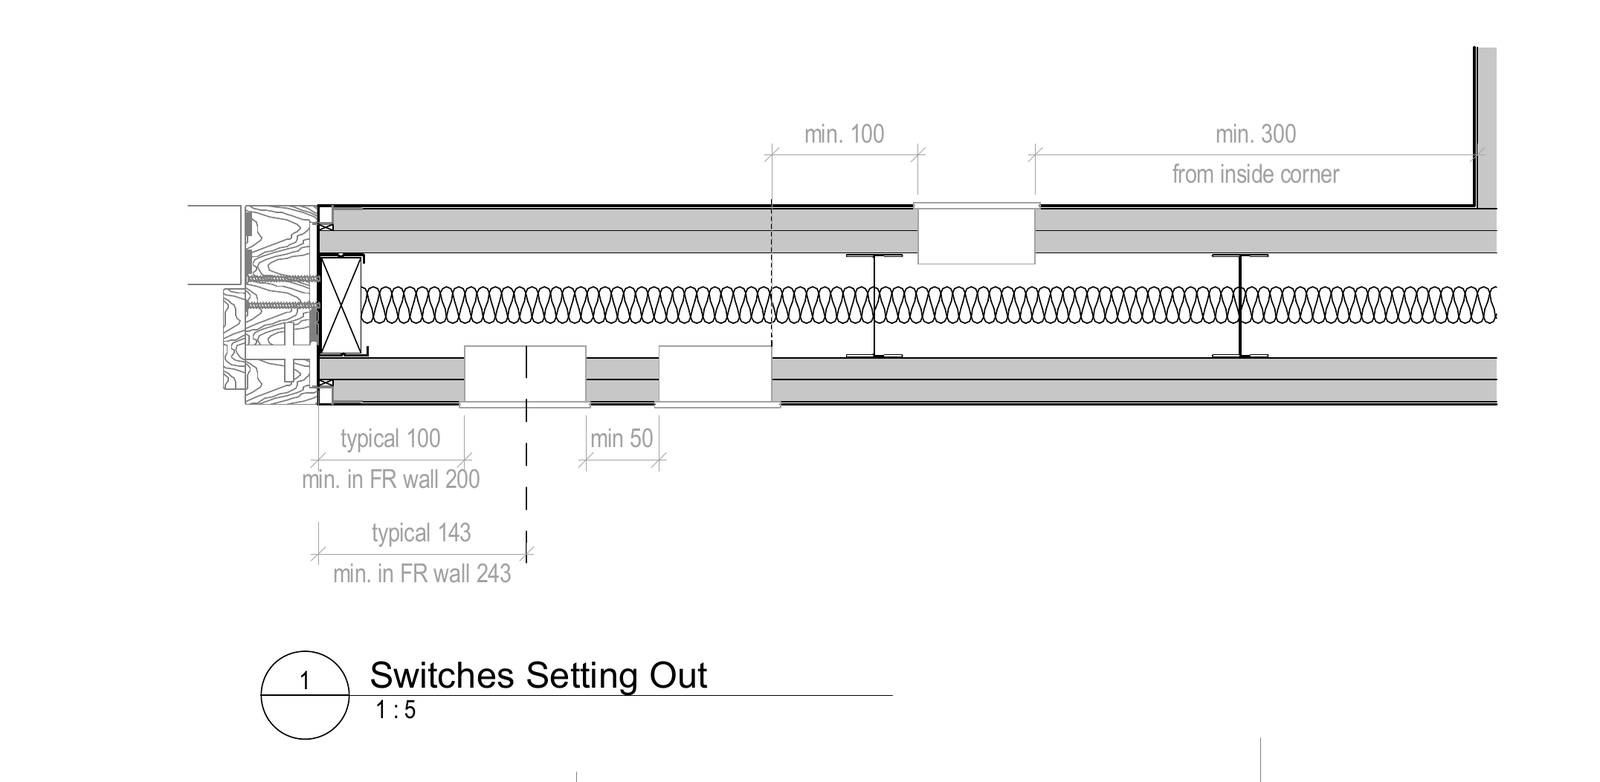 min. 100
min. 300
from inside corner
typical 100
min 50
min. in FR wall 200
typical 143
min. in FR wall 243
1
Switches Setting Out
1 : 5